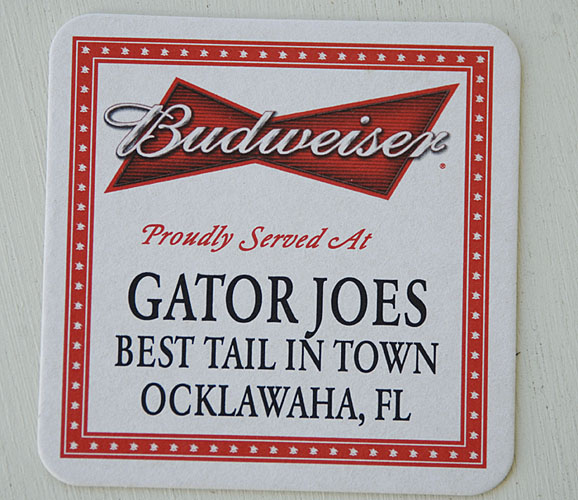 Budweiser
Proudly Served At
GATOR JOES
BEST TAIL IN TOWN
OCKLAWAHA, FL